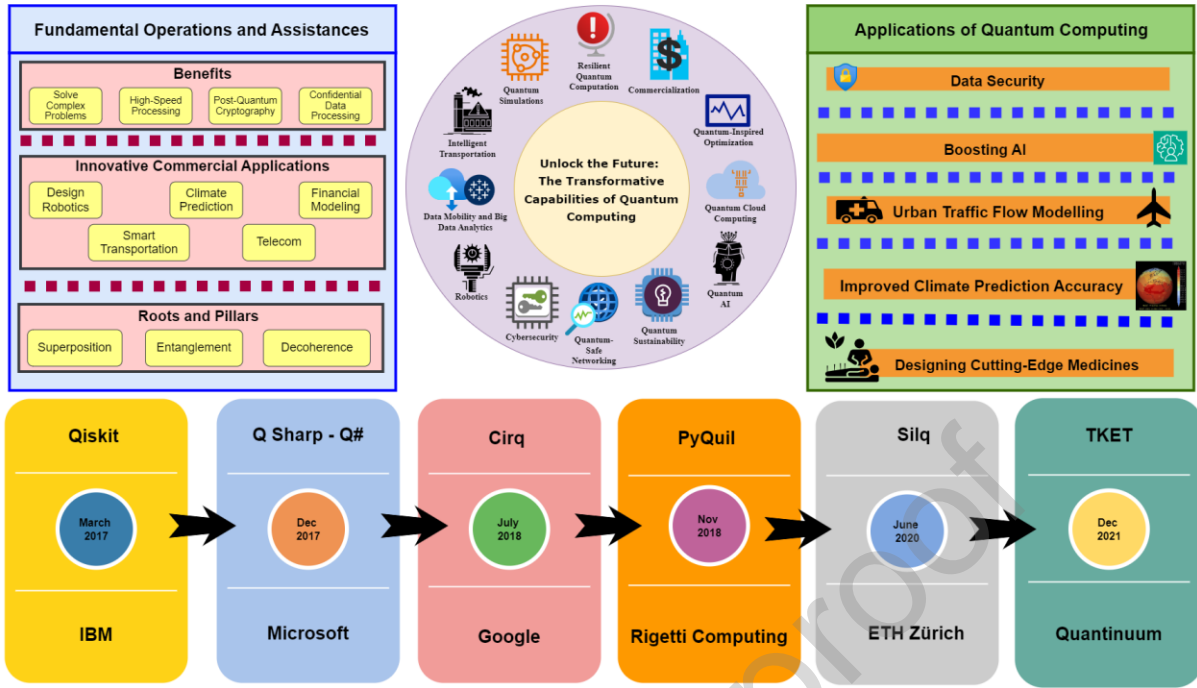 Fundamental Operations and Assistances
Benefits
Solve
Complex
Problems
High-Speed
Processing
Post-Quantum
Cryptography
Confidential
Data
Processing
Innovative Commercial Applications
Design
Robotics
Climate
Prediction
Financial
Modeling
Smart
Transportation
Telecom
Roots and Pillars
Superposition
Entanglement
Decoherence
Resilient
Quantum
Computation
Commercialization
Quantum-Inspired
Optimization
Quantum Cloud
Computing
Quantum
AI
Quantum
Sustainability
Quantum-
Safe
Networking
Cybersecurity
Robotics
Data Mobility and Big
Data Analytics
Intelligent
Transportation
Quantum
Simulations
Unlock the Future:
The Transformative
Capabilities of Quantum
Computing
Applications of Quantum Computing
Data Security
Boosting AI
Urban Traffic Flow Modelling
Improved Climate Prediction Accuracy
Designing Cutting-Edge Medicines
Qiskit
March
2017
IBM
Q Sharp - Q#
Dec
2017
Microsoft
Cirq
July
2018
Google
PyQuil
Nov
2018
Rigetti Computing
Silq
June
2020
ETH Zürich
TKET
Dec
2021
Quantinuum
proof